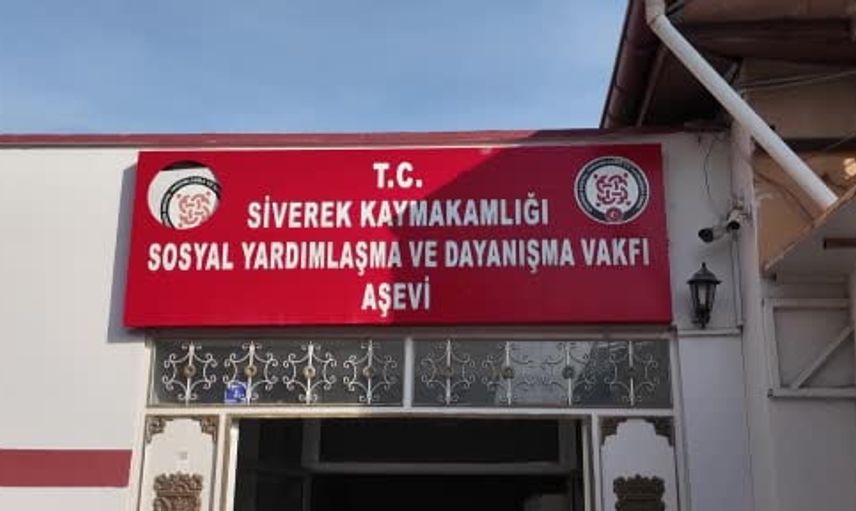 T.C.
SİVEREK KAYMAKAMLIĞI
SOSYAL YARDIMLAŞMA VE DAYANIŞMA VAKFI
AŞEVİ